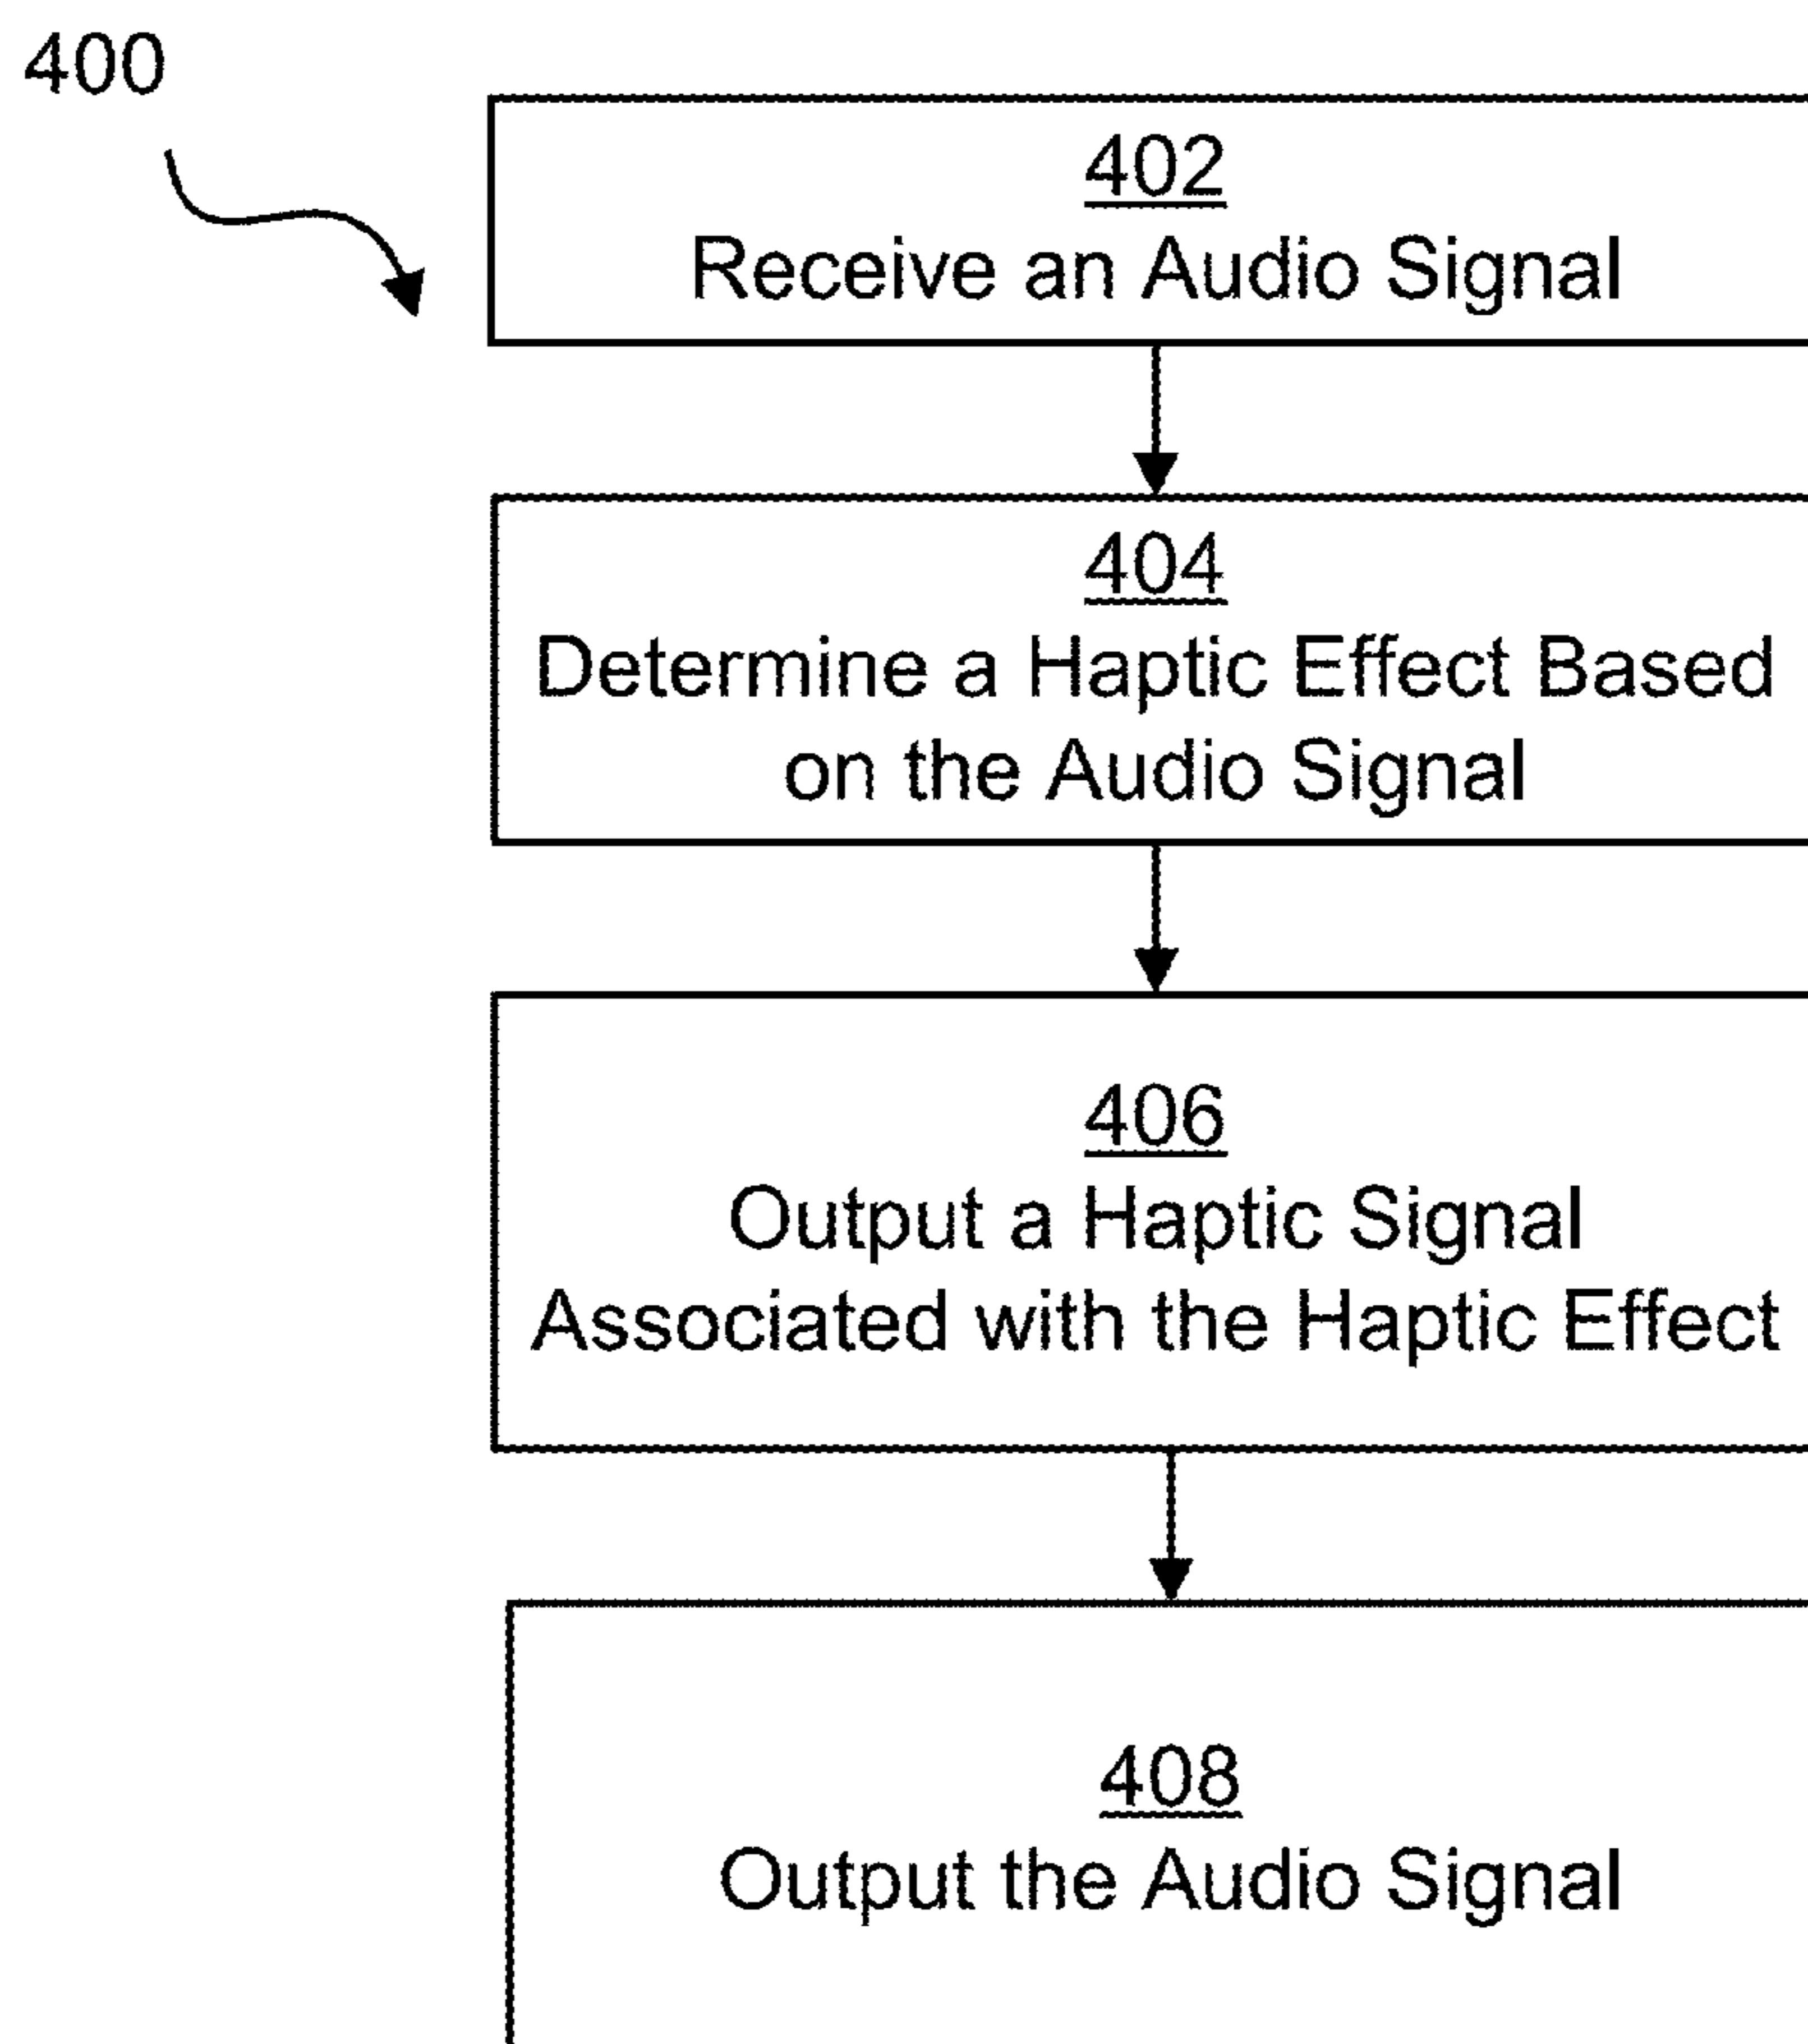 400
402
Receive an Audio Signal
404
Determine a Haptic Effect Based
on the Audio Signal
406
Output a Haptic Signal
Associated with the Haptic Effect
408
Output the Audio Signal